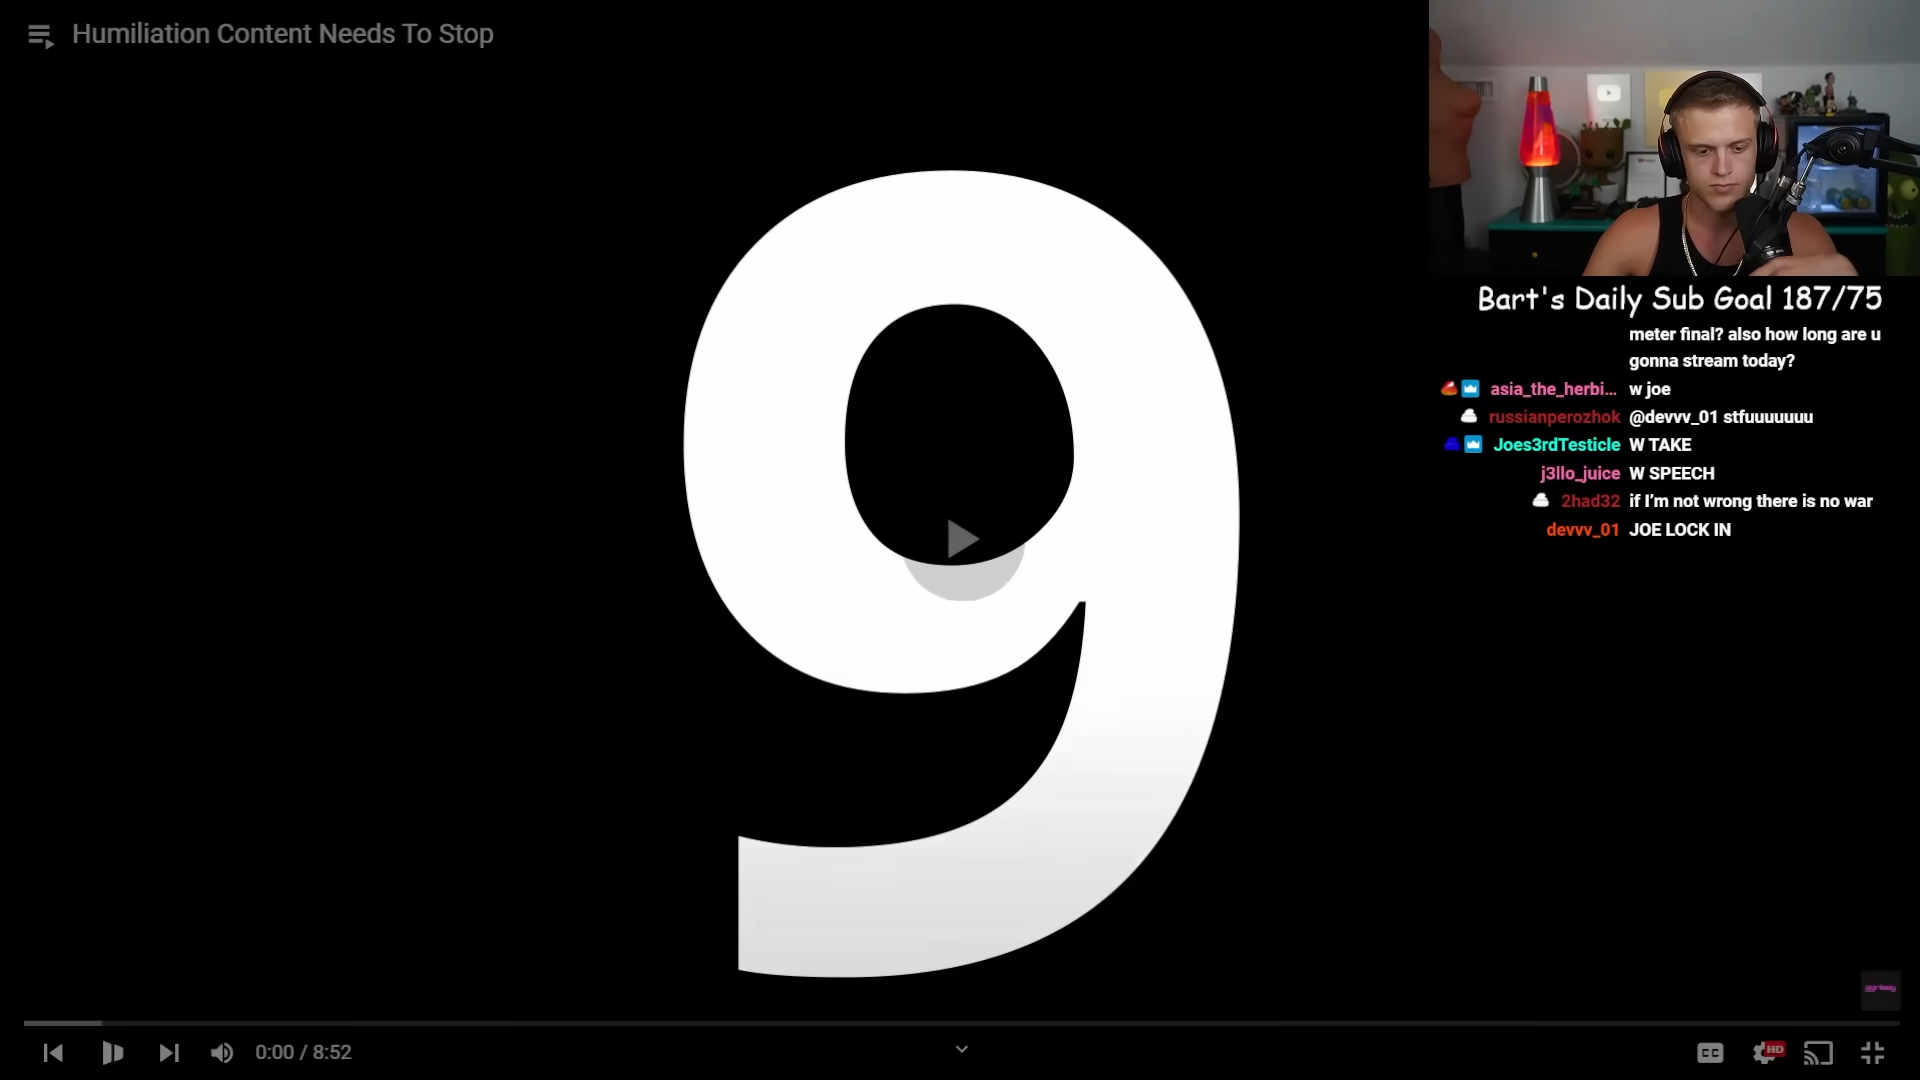 Humiliation Content Needs To Stop
9
Bart's Daily Sub Goal 187/75
meter final? also how long are u
gonna stream today?
asia_the_herbi... w joe
russianperozhok @devvv_01 stfuuuuuuu
Joes3rdTesticle W TAKE
j3llo_juice W SPEECH
2had32 if I'm not wrong there is no war
devvv_01 JOE LOCK IN
0:00 / 8:52
CC
HD